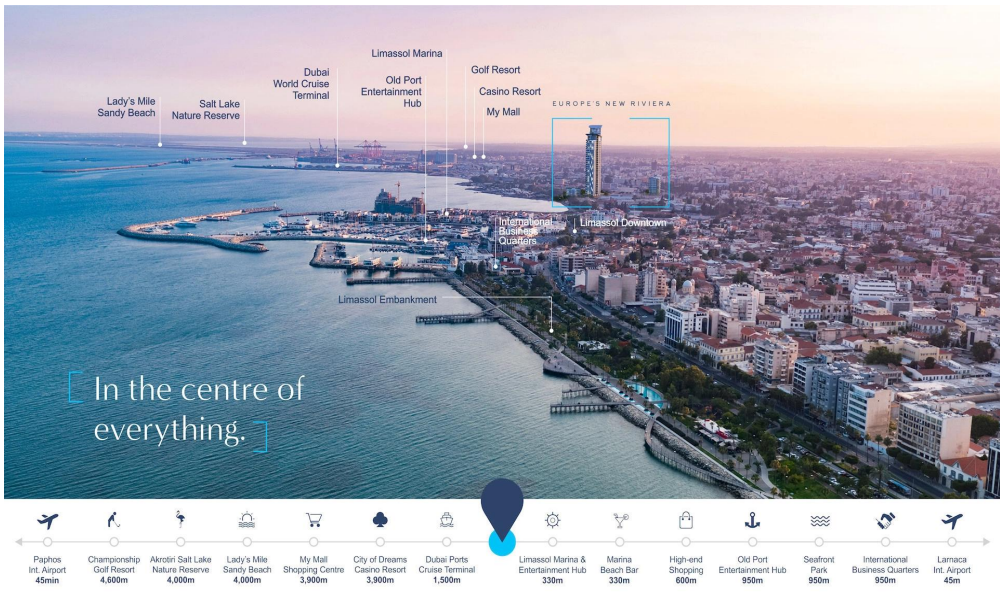 Limassol Marina
Dubai
World Cruise
Terminal
Old Port
Entertainment
Hub
Golf Resort
Casino Resort
My Mall
Lady's Mile
Sandy Beach
Salt Lake
Nature Reserve
EUROPE'S NEW RIVIERA
International
Business
Quarters
Limassol Downtown
Limassol Embankment
In the centre of
everything.
Paphos
Int. Airport
45min
Championship
Golf Resort
4,600m
Akrotiri Salt Lake
Nature Reserve
4,000m
Lady's Mile
Sandy Beach
4,000m
My Mall
Shopping Centre
3,900m
City of Dreams
Casino Resort
3,900m
Dubai Ports
Cruise Terminal
1,500m
Limassol Marina &
Entertainment Hub
330m
Marina
Beach Bar
330m
High-end
Shopping
600m
Old Port
Entertainment Hub
950m
Seafront
Park
950m
International
Business Quarters
950m
Larnaca
Int. Airport
45m